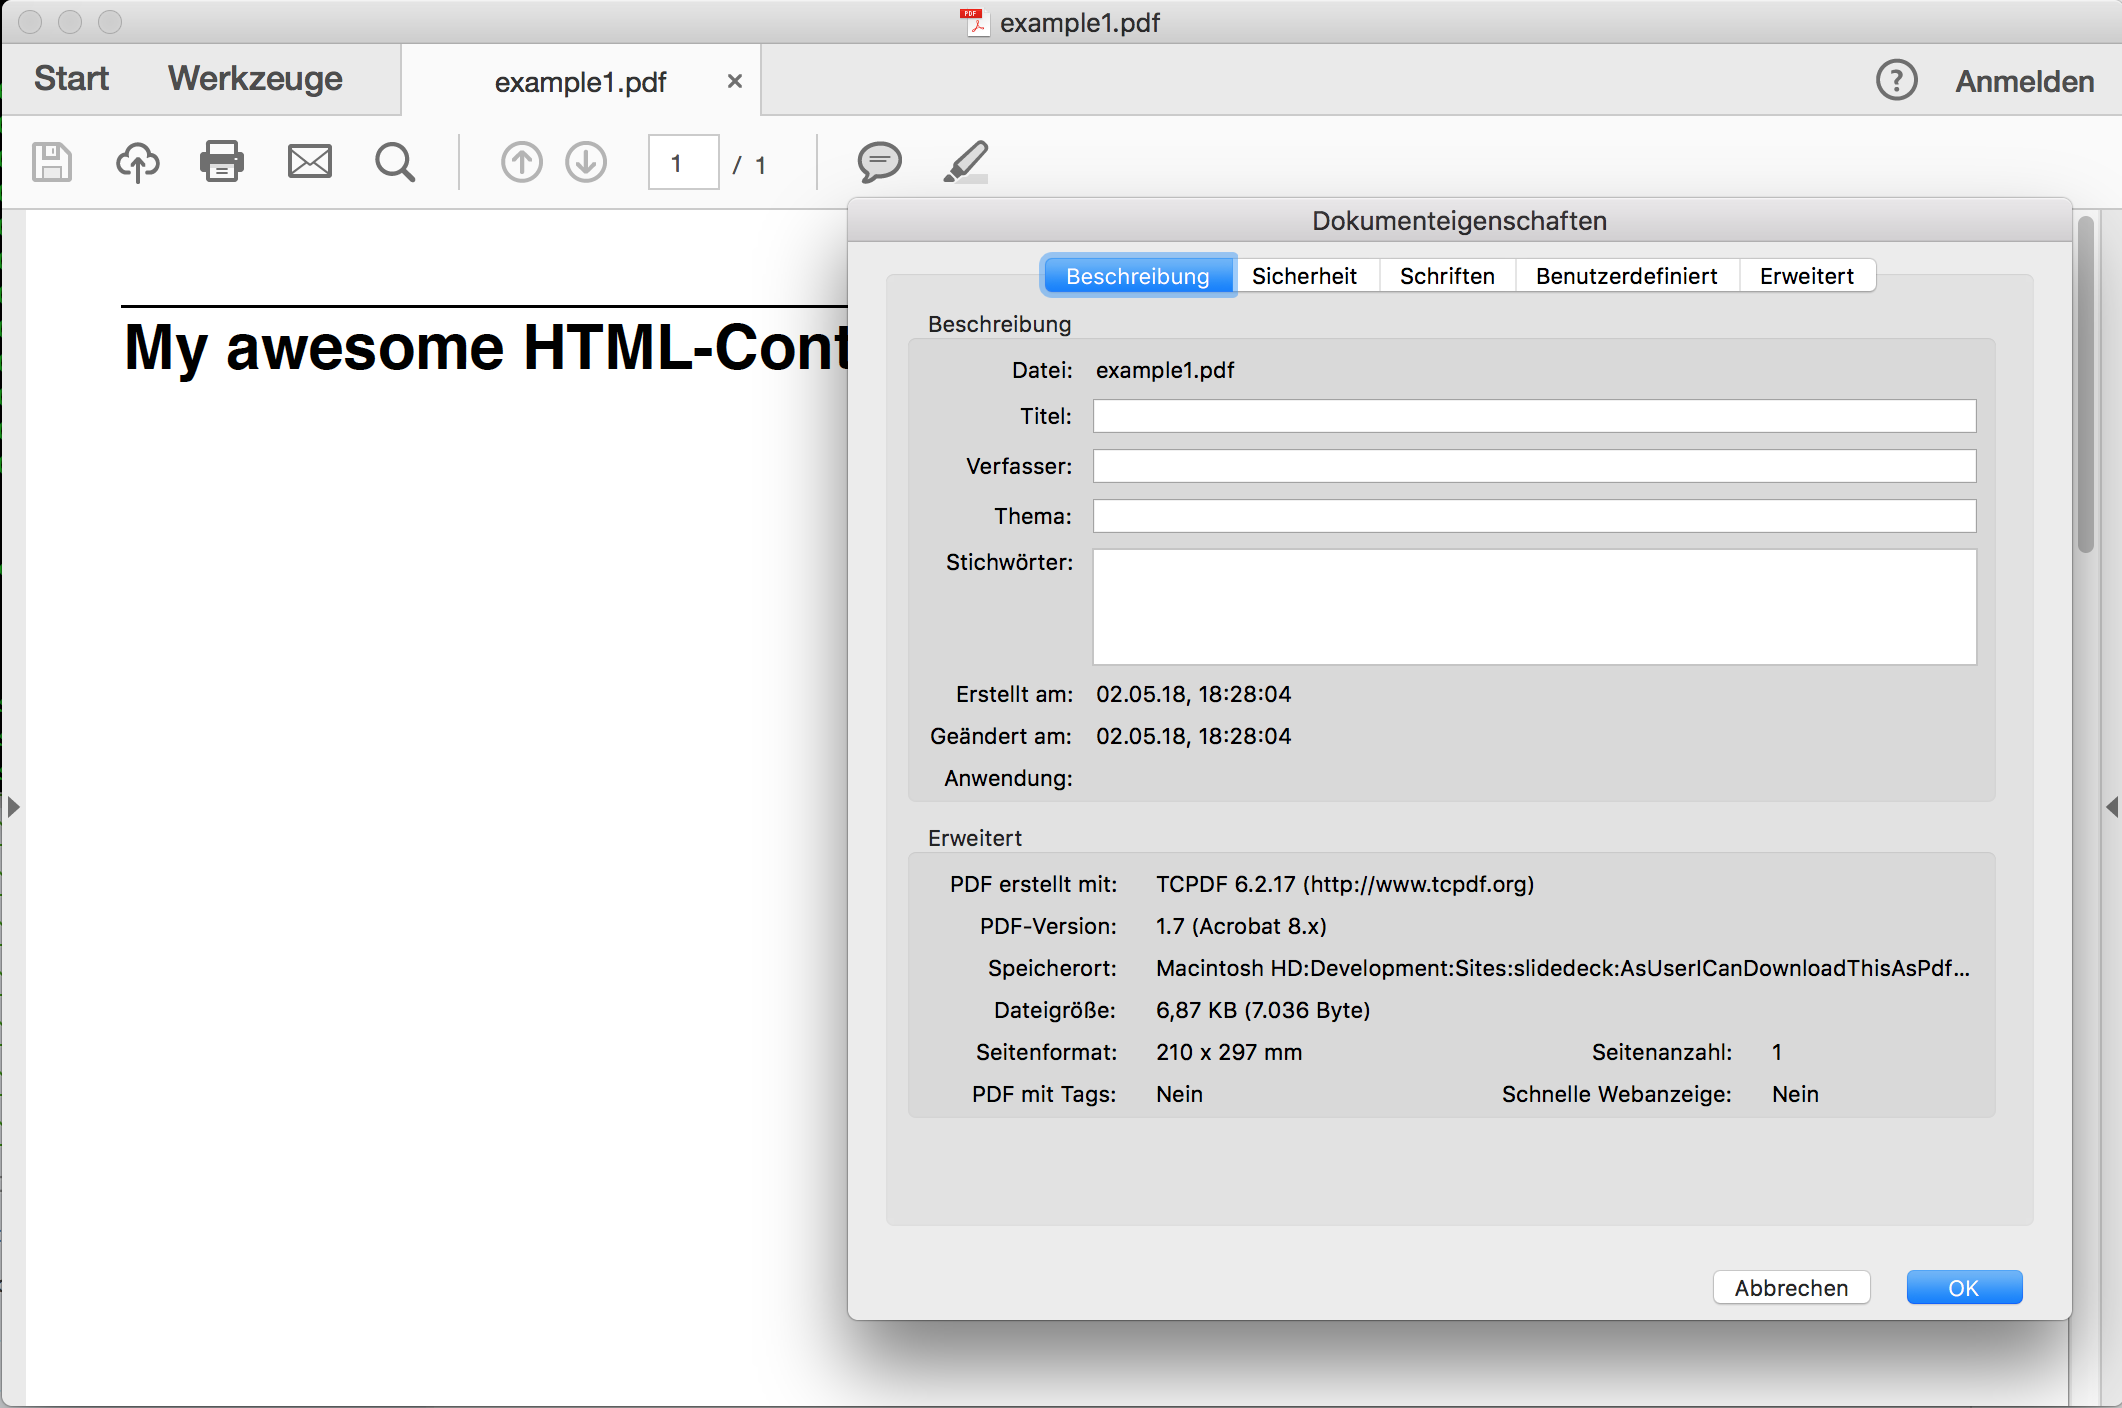 example1.pdf
Start Werkzeuge example1.pdf × ? Anmelden
1 / 1
Dokumenteigenschaften
Beschreibung Sicherheit Schriften Benutzerdefiniert Erweitert
My awesome HTML-Cont
Beschreibung
Datei: example1.pdf
Titel:
Verfasser:
Thema:
Stichwörter:
Erstellt am: 02.05.18, 18:28:04
Geändert am: 02.05.18, 18:28:04
Anwendung:
Erweitert
PDF erstellt mit: TCPDF 6.2.17 (http://www.tcpdf.org)
PDF-Version: 1.7 (Acrobat 8.x)
Speicherort: Macintosh HD:Development:Sites:slidedeck:AsUserICanDownloadThisAsPdf...
Dateigröße: 6,87 KB (7.036 Byte)
Seitenformat: 210 x 297 mm Seitenanzahl: 1
PDF mit Tags: Nein Schnelle Webanzeige: Nein
Abbrechen OK